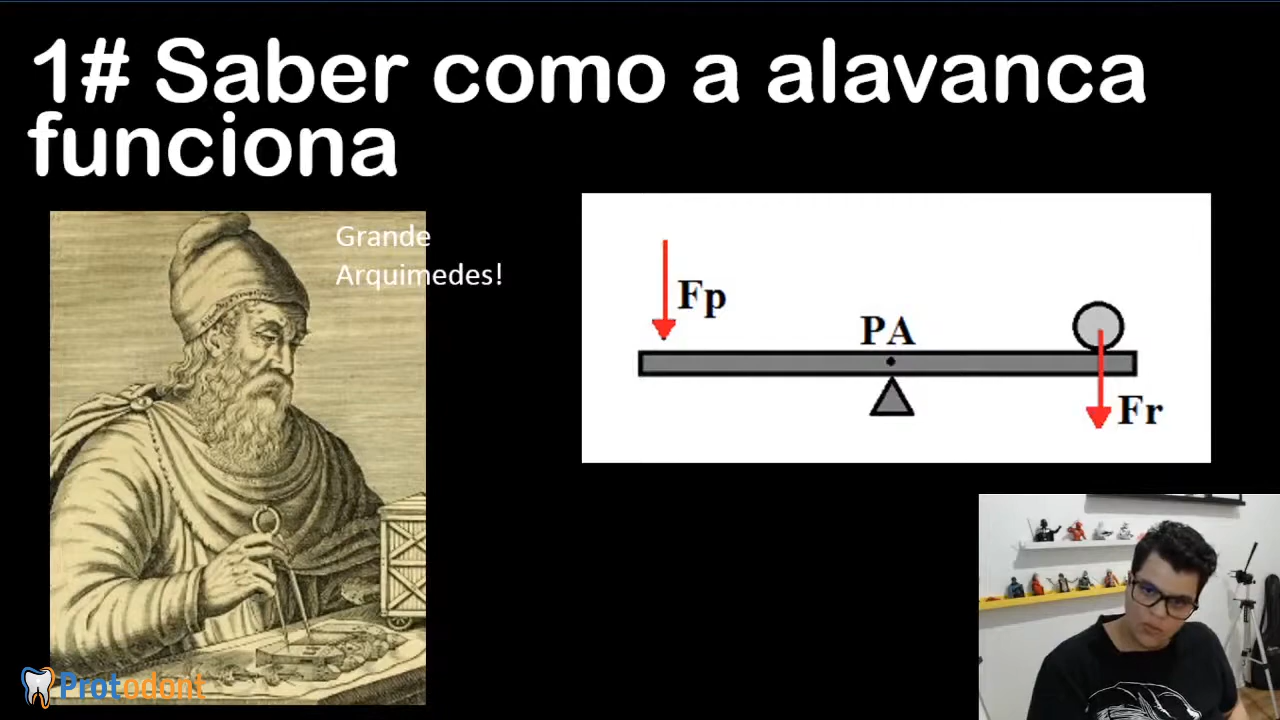 1# Saber como a alavanca
funciona
Grande
Arquimedes!
Fp
PA
Fr
Protodont